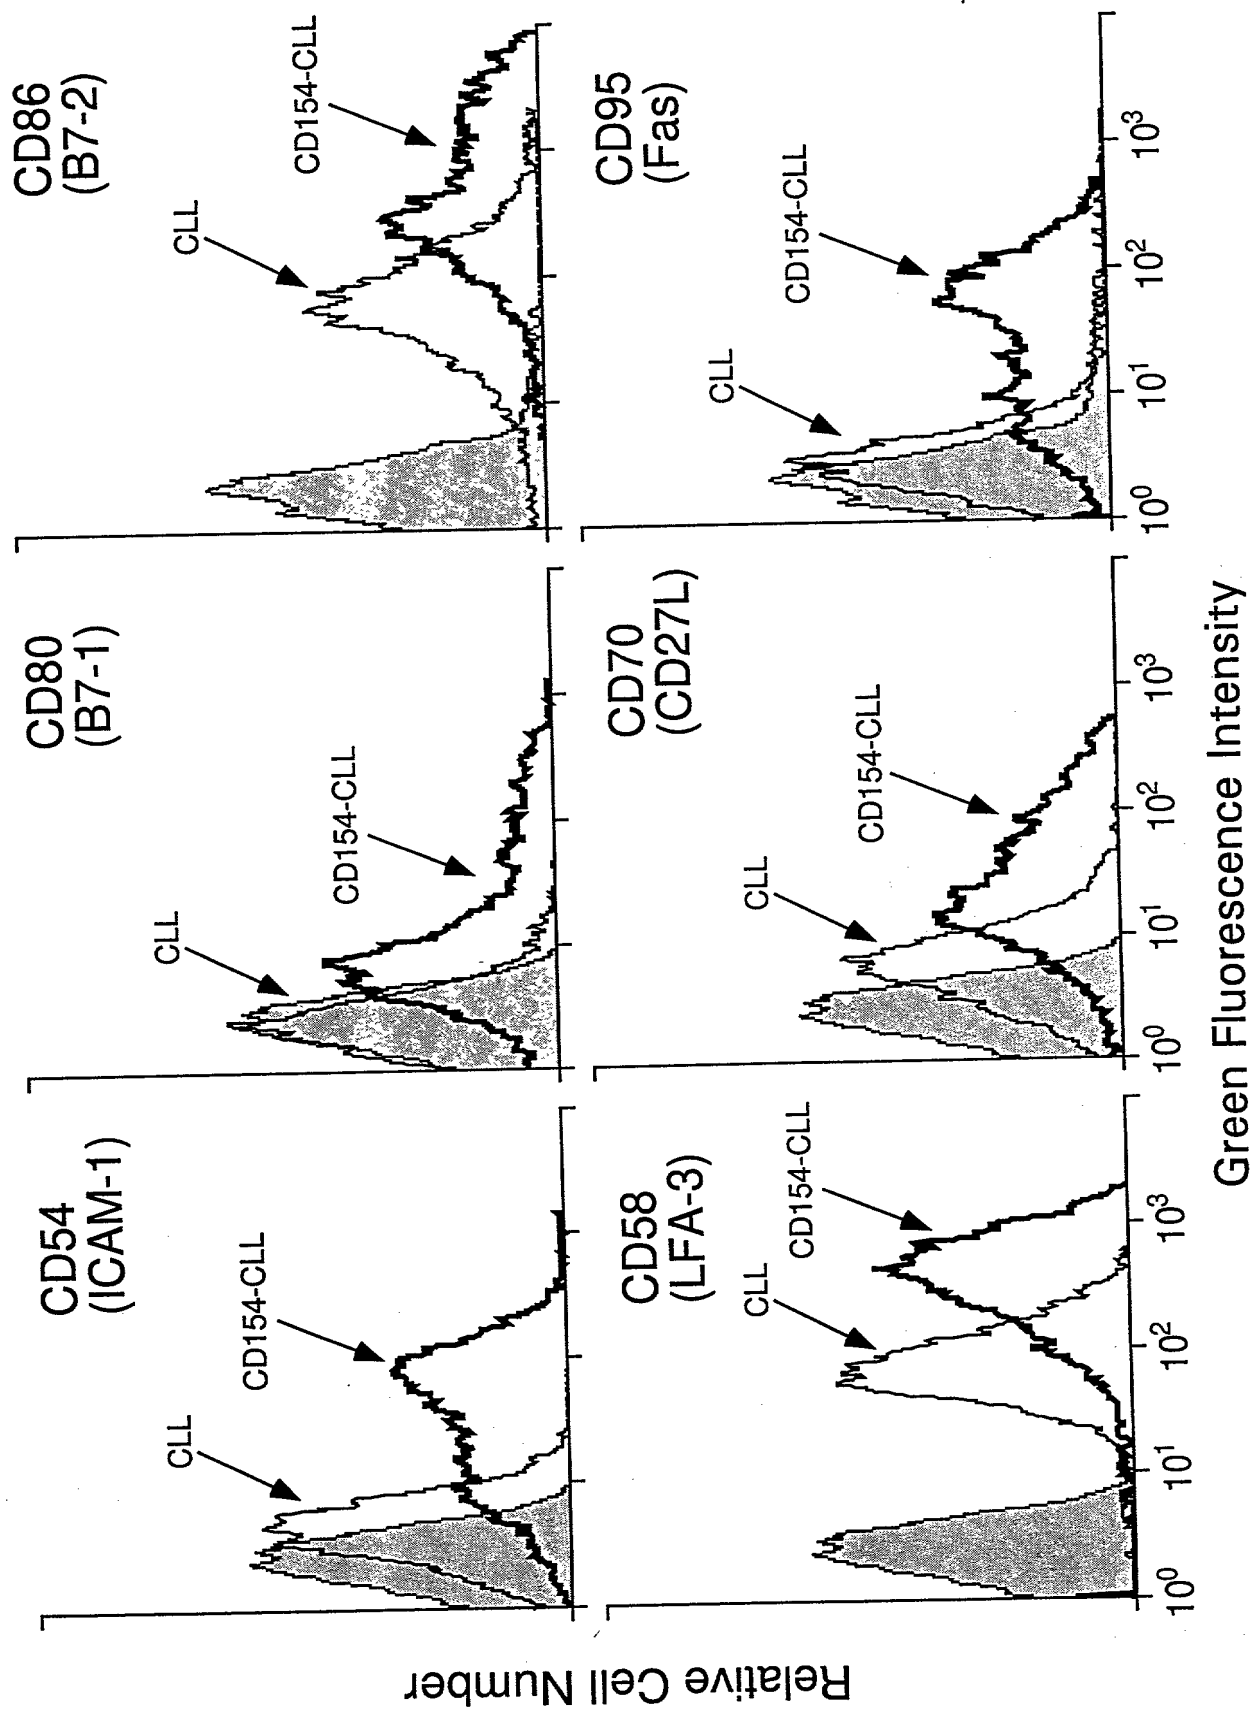 CD54
(ICAM-1)
CLL
CD154-CLL
CD80
(B7-1)
CLL
CD154-CLL
CD86
(B7-2)
CLL
CD154-CLL
CD58
(LFA-3)
CLL
CD154-CLL
10⁰ 10¹ 10² 10³
CD70
(CD27L)
CLL
CD154-CLL
10⁰ 10¹ 10² 10³
CD95
(Fas)
CLL
CD154-CLL
10⁰ 10¹ 10² 10³
Relative Cell Number
Green Fluorescence Intensity